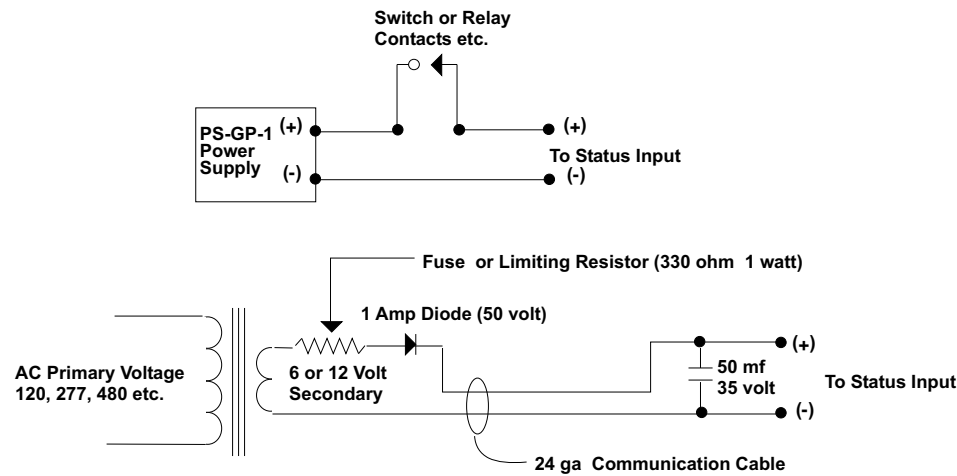 Switch or Relay
Contacts etc.
PS-GP-1 (+)
Power
Supply
(-)
(+)
To Status Input
(-)
Fuse or Limiting Resistor (330 ohm 1 watt)
1 Amp Diode (50 volt)
AC Primary Voltage
120, 277, 480 etc.
6 or 12 Volt
Secondary
50 mf
35 volt
(+)
To Status Input
(-)
24 ga Communication Cable